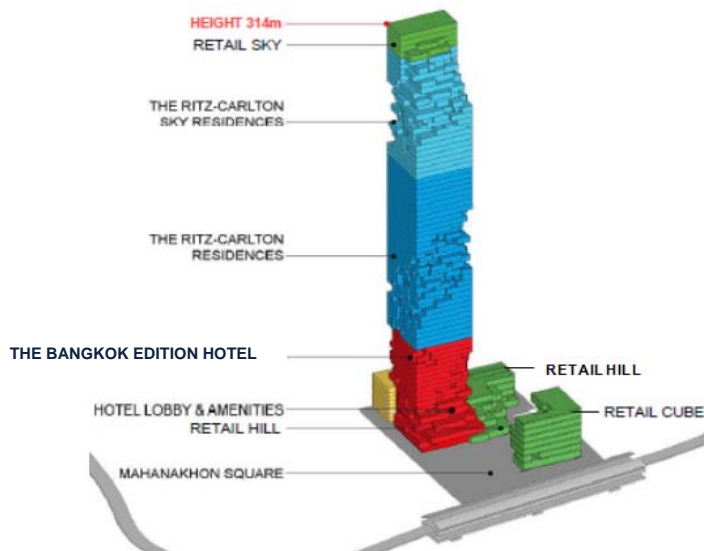 HEIGHT 314m
RETAIL SKY
THE RITZ-CARLTON
SKY RESIDENCES
THE RITZ-CARLTON
RESIDENCES
THE BANGKOK EDITION HOTEL
RETAIL HILL
HOTEL LOBBY & AMENITIES
RETAIL CUBE
RETAIL HILL
MAHANAKHON SQUARE